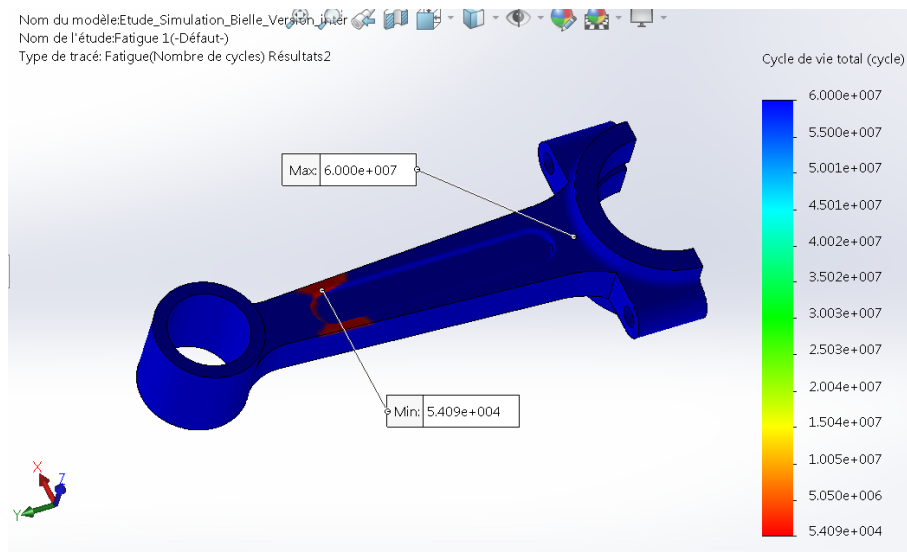 Nom du modèle:Etude_Simulation_Bielle_Version_inter
Nom de l'étude:Fatigue 1(-Défaut-)
Type de tracé: Fatigue(Nombre de cycles) Résultats2
Cycle de vie total (cycle)
6.000e+007
5.500e+007
5.001e+007
4.501e+007
4.002e+007
3.502e+007
3.003e+007
2.503e+007
2.004e+007
1.504e+007
1.005e+007
5.050e+006
5.409e+004
Max: 6.000e+007
Min: 5.409e+004
X
Z
Y